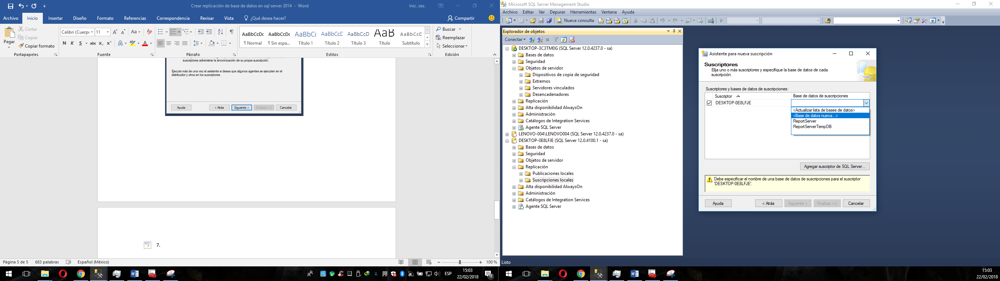 Crear replicación de base de datos en sql server 2014 - Word
Inic. ses.
Archivo Inicio Insertar Diseño Formato Referencias Correspondencia Revisar Vista ¿Qué desea hacer? Compartir
Pegar
Cortar
Copiar
Copiar formato
Portapapeles
Calibri (Cuerpo 11
Fuente
Párrafo
AaBbCcDc AaBbCcDc AaBbCc AaBbCcD AaBbCcD AaB AaBbCcD
¶ Normal ¶ Sin espa... Título 1 Título 2 Título 3 Título Subtítulo
Estilos
Buscar
Reemplazar
Seleccionar
Edición
suscriptores administrar la sincronización de su propia suscripción.
Ejecute más de una vez el asistente si desea que algunos agentes se ejecuten en el
distribuidor y otros en los suscriptores.
Ayuda < Atrás Siguiente > Finalizar >>| Cancelar
7.
Página 5 de 5 683 palabras Español (México) 100 %
ESP 15:03
22/02/2018
11
Microsoft SQL Server Management Studio
Archivo Editar Ver Depurar Herramientas Ventana Ayuda
Nueva consulta
Explorador de objetos
Conectar
DESKTOP-3C3TM0G (SQL Server 12.0.4237.0 - sa)
Bases de datos
Seguridad
Objetos de servidor
Dispositivos de copia de seguridad
Extremos
Servidores vinculados
Desencadenadores
Replicación
Alta disponibilidad AlwaysOn
Administración
Catálogos de Integration Services
Agente SQL Server
LENOVO-004\LENOVO004 (SQL Server 12.0.4237.0 - sa)
DESKTOP-0E8LFJE (SQL Server 12.0.4100.1 - sa)
Bases de datos
Seguridad
Objetos de servidor
Replicación
Publicaciones locales
Suscripciones locales
Alta disponibilidad AlwaysOn
Administración
Catálogos de Integration Services
Agente SQL Server
Asistente para nueva suscripción
Suscriptores
Elija uno o más suscriptores y especifique la base de datos de cada
suscripción.
Suscriptores y bases de datos de suscripciones:
Suscriptor Base de datos de suscripciones
DESKTOP-0E8LFJE
<Actualizar lista de bases de datos>
<Base de datos nueva...>
ReportServer
ReportServerTempDB
Agregar suscriptor de SQL Server...
Debe especificar el nombre de una base de datos de suscripciones para el suscriptor
'DESKTOP-0E8LFJE'.
Ayuda < Atrás Siguiente > Finalizar >>| Cancelar
Listo
15:03
22/02/2018